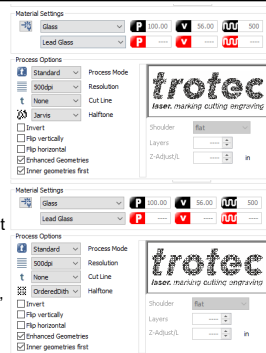 Material Settings
Glass P 100.00 V 56.00 500
Lead Glass P ---- V ---- ----
Process Options
Standard Process Mode
500dpi Resolution
t None Cut Line
Jarvis Halftone
Invert
Flip vertically
Flip horizontal
Enhanced Geometries
Inner geometries first
trotec
laser. marking cutting engraving
Shoulder flat
Layers ----
Z-Adjust/L ---- in
Material Settings
Glass P 100.00 V 56.00 500
Lead Glass P ---- V ---- ----
t
Process Options
Standard Process Mode
500dpi Resolution
t None Cut Line
OrderedDith Halftone
,
Invert
Flip vertically
Flip horizontal
Enhanced Geometries
Inner geometries first
trotec
laser. marking cutting engraving
Shoulder flat
Layers ----
Z-Adjust/L ---- in